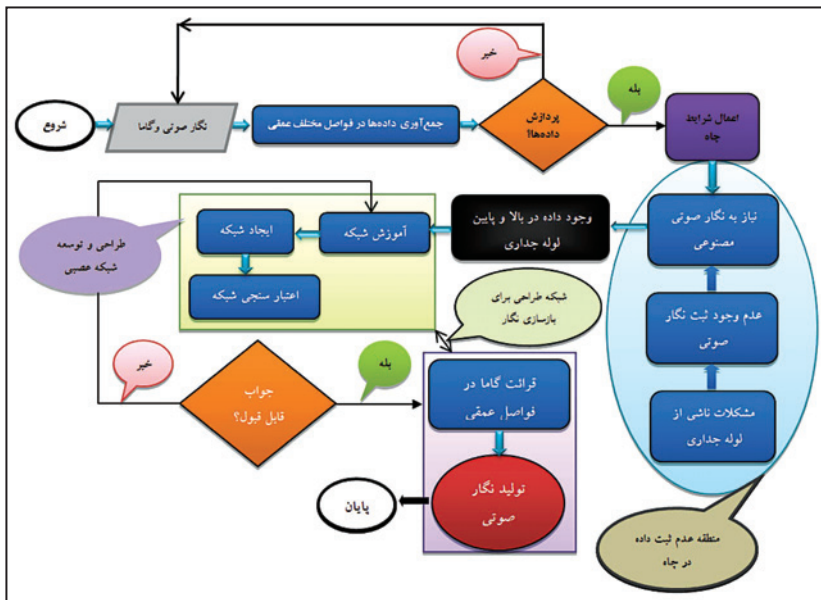 خیر
بله
شروع
نگار صوتی وگاما
جمع‌آوری داده‌ها در فواصل مختلف عمقی
پردازش
داده‌ها؟
اعمال شرایط
چاه
نیاز به نگار صوتی
مصنوعی
وجود داده در بالا و پایین
لوله جداری
آموزش شبکه
ایجاد شبکه
اعتبار سنجی شبکه
طراحی و توسعه
شبکه عصبی
عدم وجود ثبت نگار
صوتی
مشکلات ناشی از
لوله جداری
منطقه عدم ثبت داده
در چاه
شبکه طراحی برای
بازسازی نگار
خیر
جواب
قابل قبول؟
بله
قرائت گاما در
فواصل عمقی
تولید نگار
صوتی
پایان